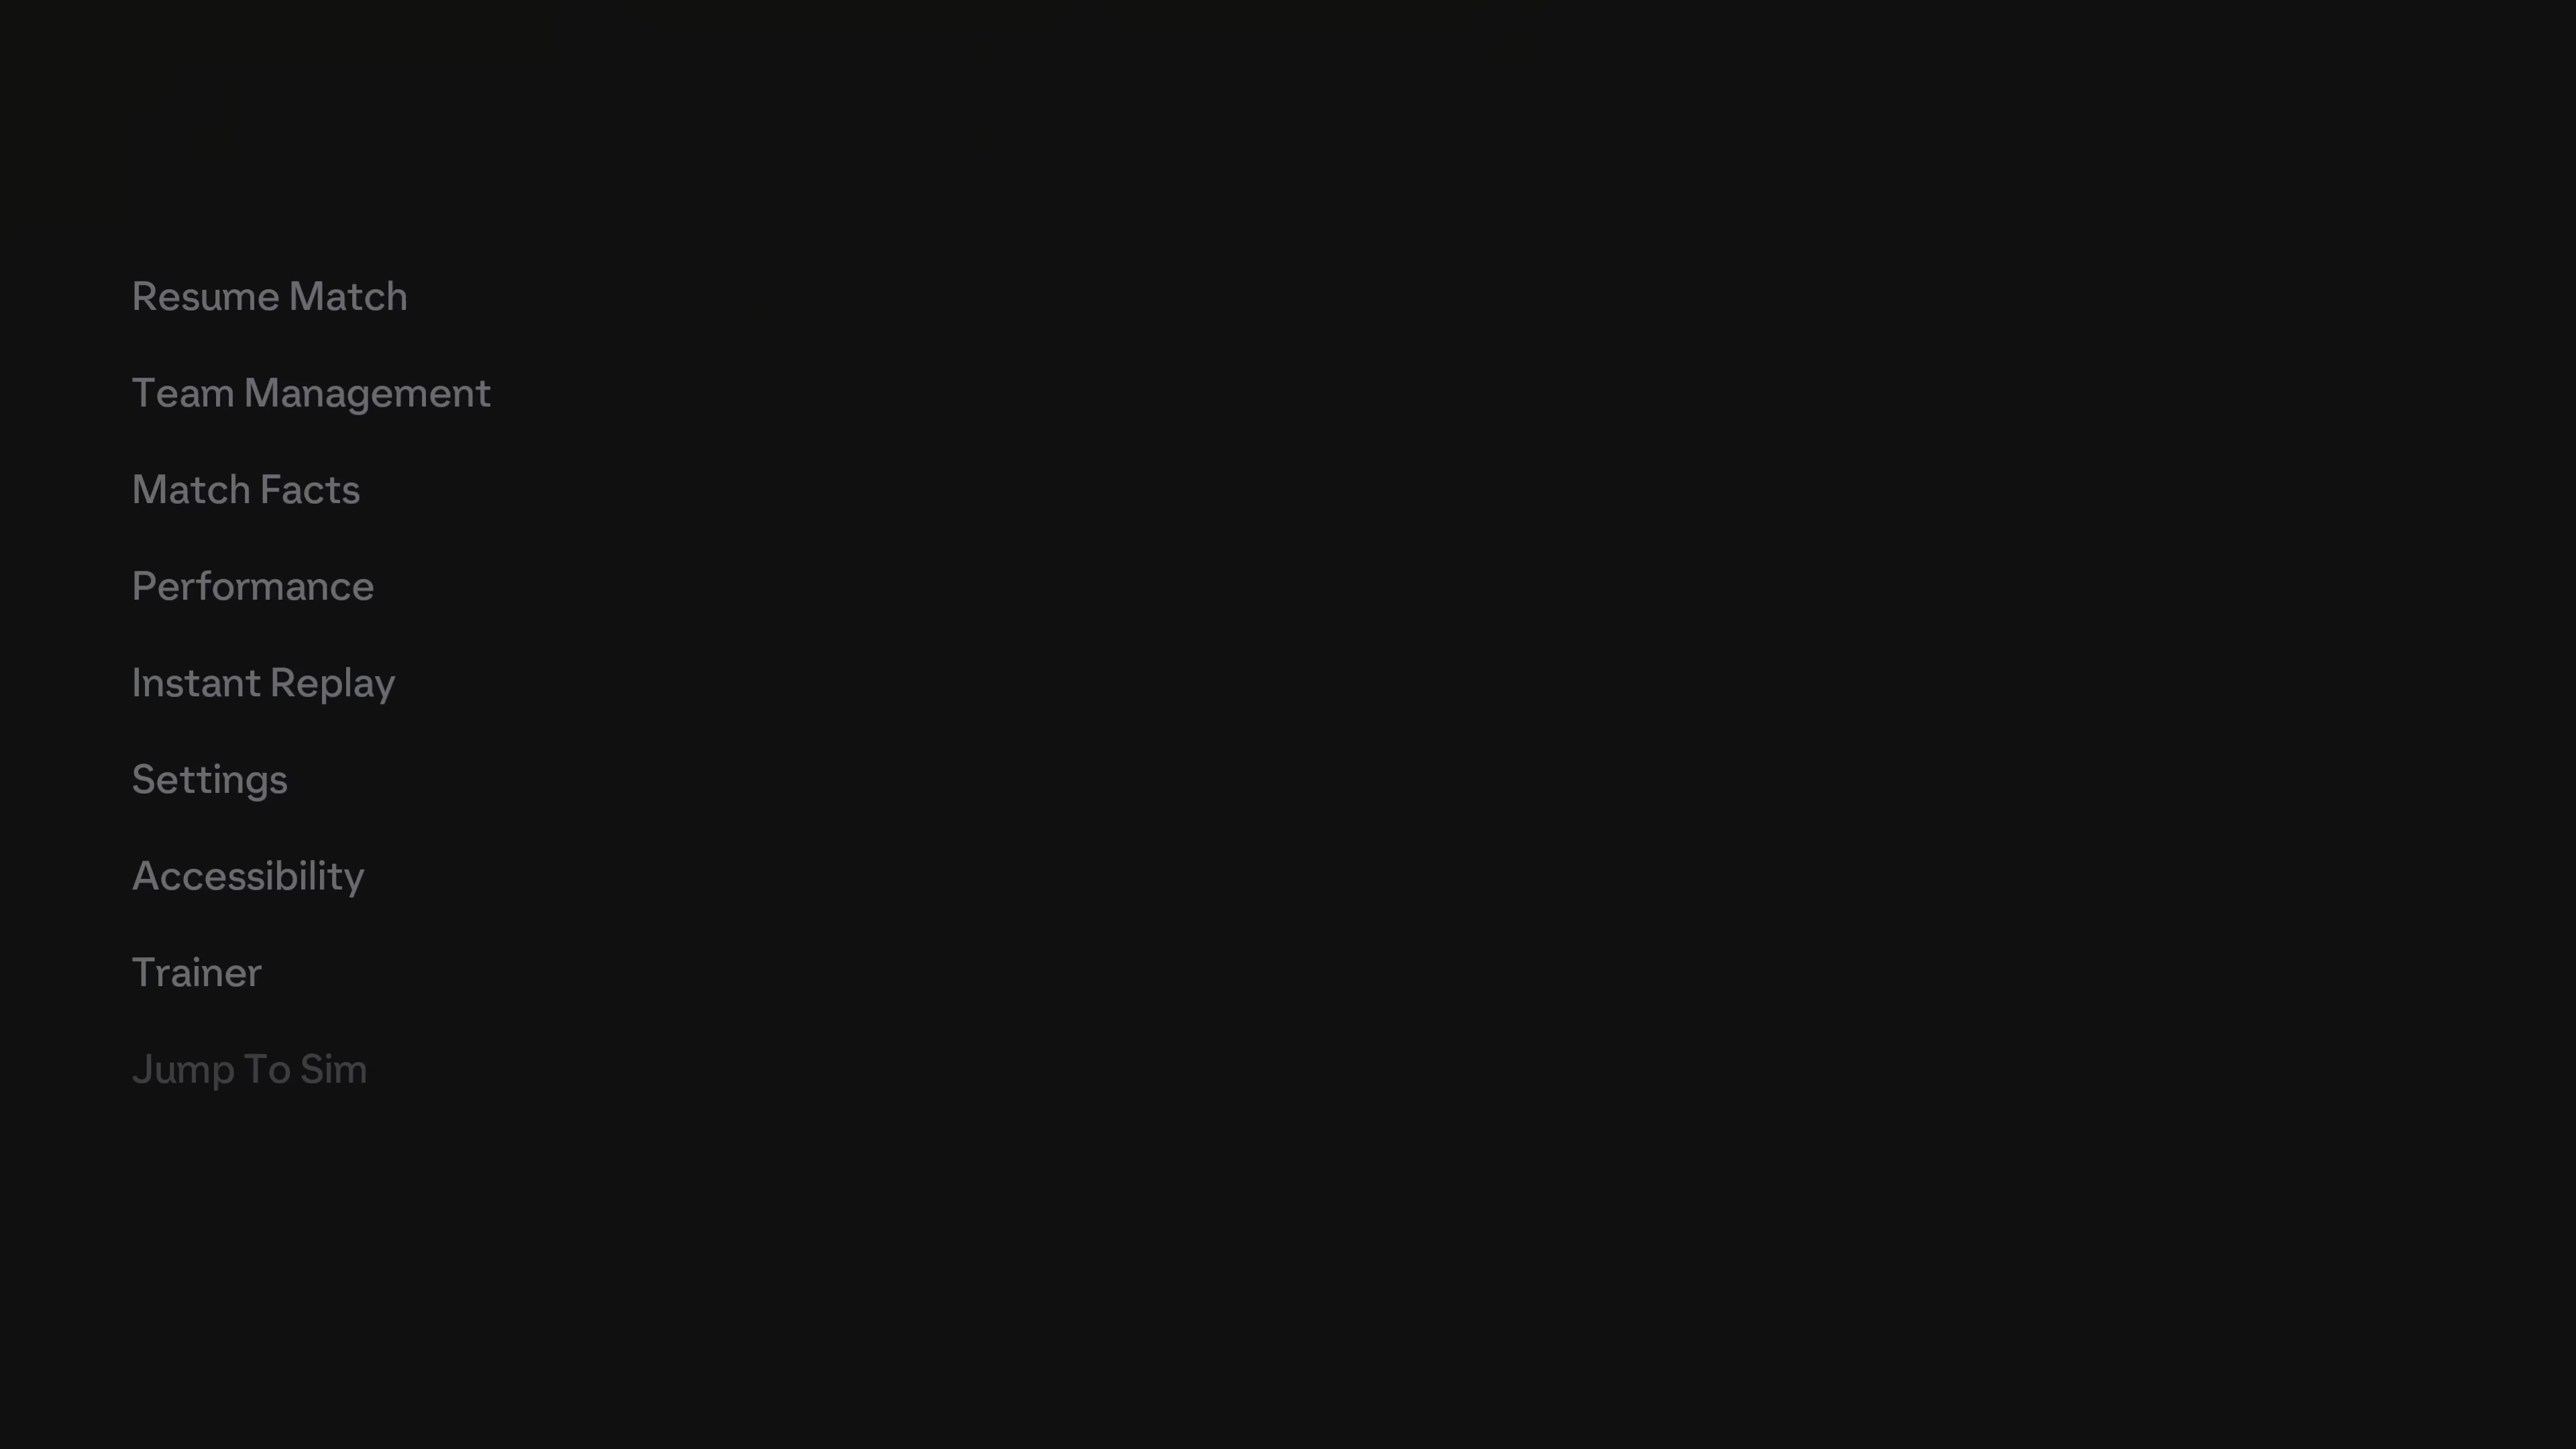 Resume Match
Team Management
Match Facts
Performance
Instant Replay
Settings
Accessibility
Trainer
Jump To Sim